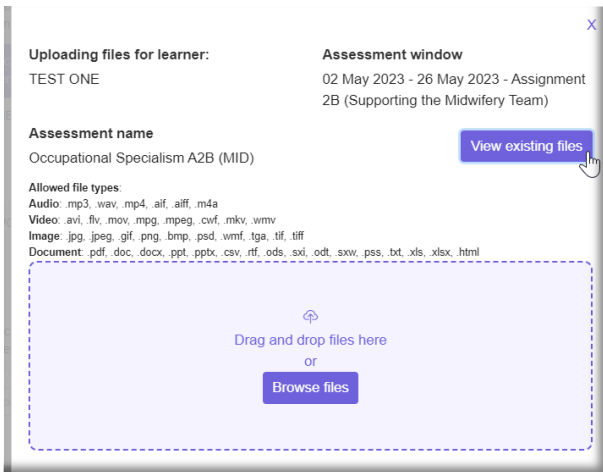 X
Uploading files for learner:
TEST ONE
Assessment window
02 May 2023 - 26 May 2023 - Assignment
2B (Supporting the Midwifery Team)
Assessment name
Occupational Specialism A2B (MID)
View existing files
Allowed file types:
Audio: .mp3, .wav, .mp4, .aif, .aiff, .m4a
Video: .avi, .flv, .mov, .mpg, .mpeg, .cwf, .mkv, .wmv
Image: .jpg, .jpeg, .gif, .png, .bmp, .psd, .wmf, .tga, .tif, .tiff
Document: .pdf, .doc, .docx, .ppt, .pptx, .csv, .rtf, .ods, .sxi, .odt, .sxw, .pss, .txt, .xls, .xlsx, .html
Drag and drop files here
or
Browse files